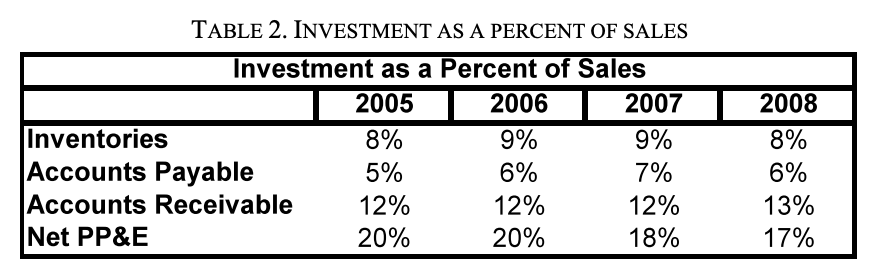 TABLE 2. INVESTMENT AS A PERCENT OF SALES
Investment as a Percent of Sales
2005 2006 2007 2008
Inventories 8% 9% 9% 8%
Accounts Payable 5% 6% 7% 6%
Accounts Receivable 12% 12% 12% 13%
Net PP&E 20% 20% 18% 17%